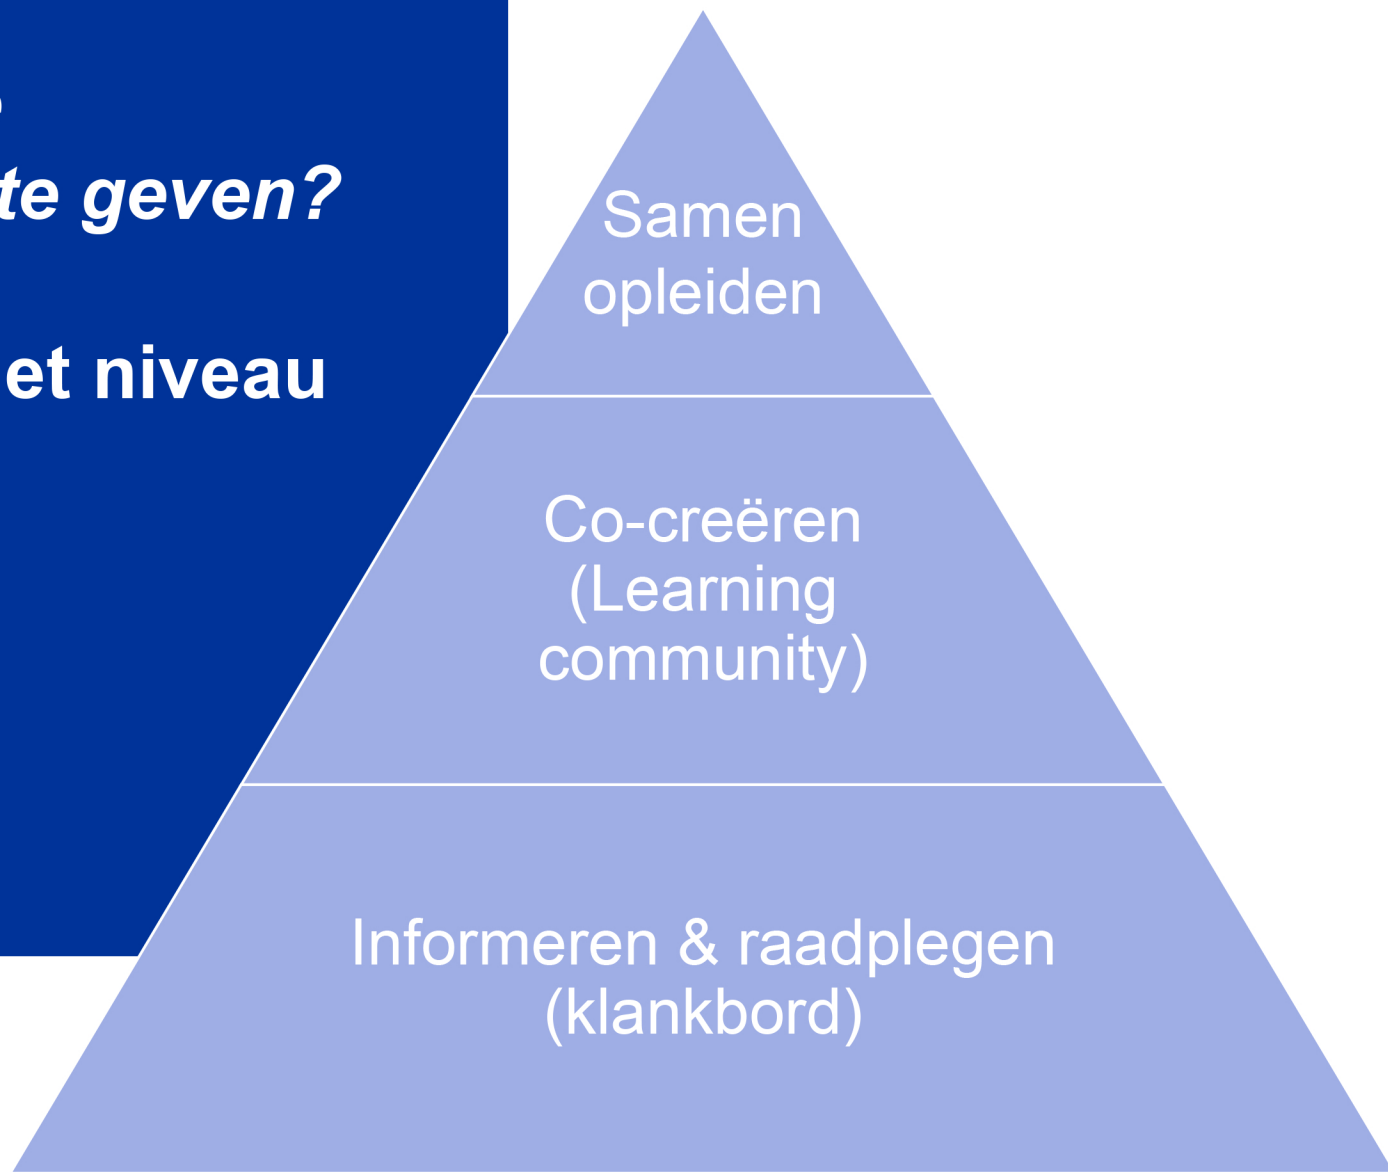 te geven?
et niveau
Samen
opleiden
Co-creëren
(Learning
community)
Informeren & raadplegen
(klankbord)